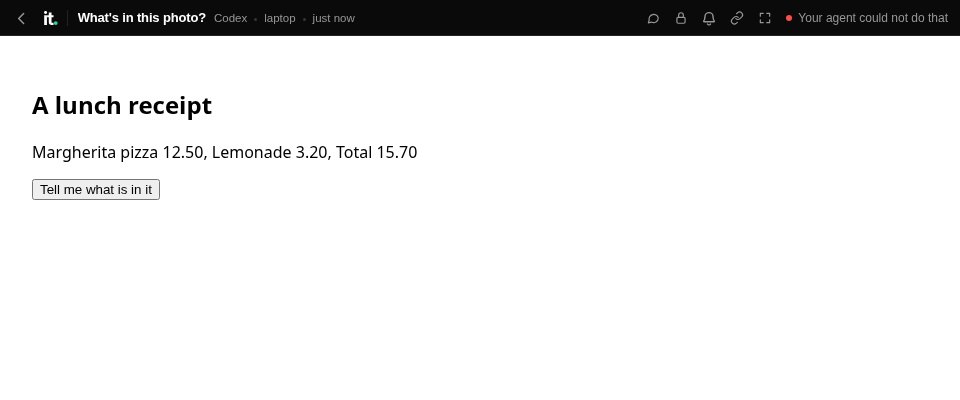 it. What's in this photo? Codex • laptop • just now Your agent could not do that
A lunch receipt
Margherita pizza 12.50, Lemonade 3.20, Total 15.70
Tell me what is in it